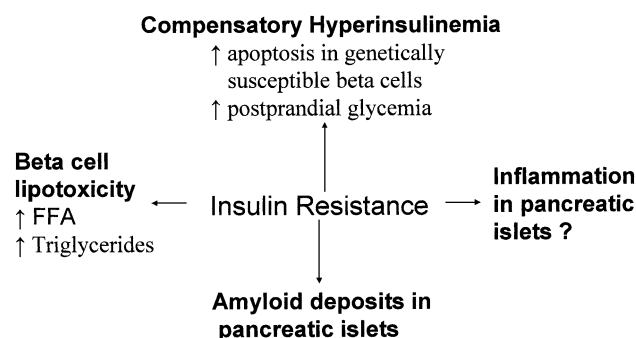 Compensatory Hyperinsulinemia
↑ apoptosis in genetically
susceptible beta cells
↑ postprandial glycemia
Beta cell
lipotoxicity
↑ FFA
↑ Triglycerides
Insulin Resistance
Inflammation
in pancreatic
islets ?
Amyloid deposits in
pancreatic islets